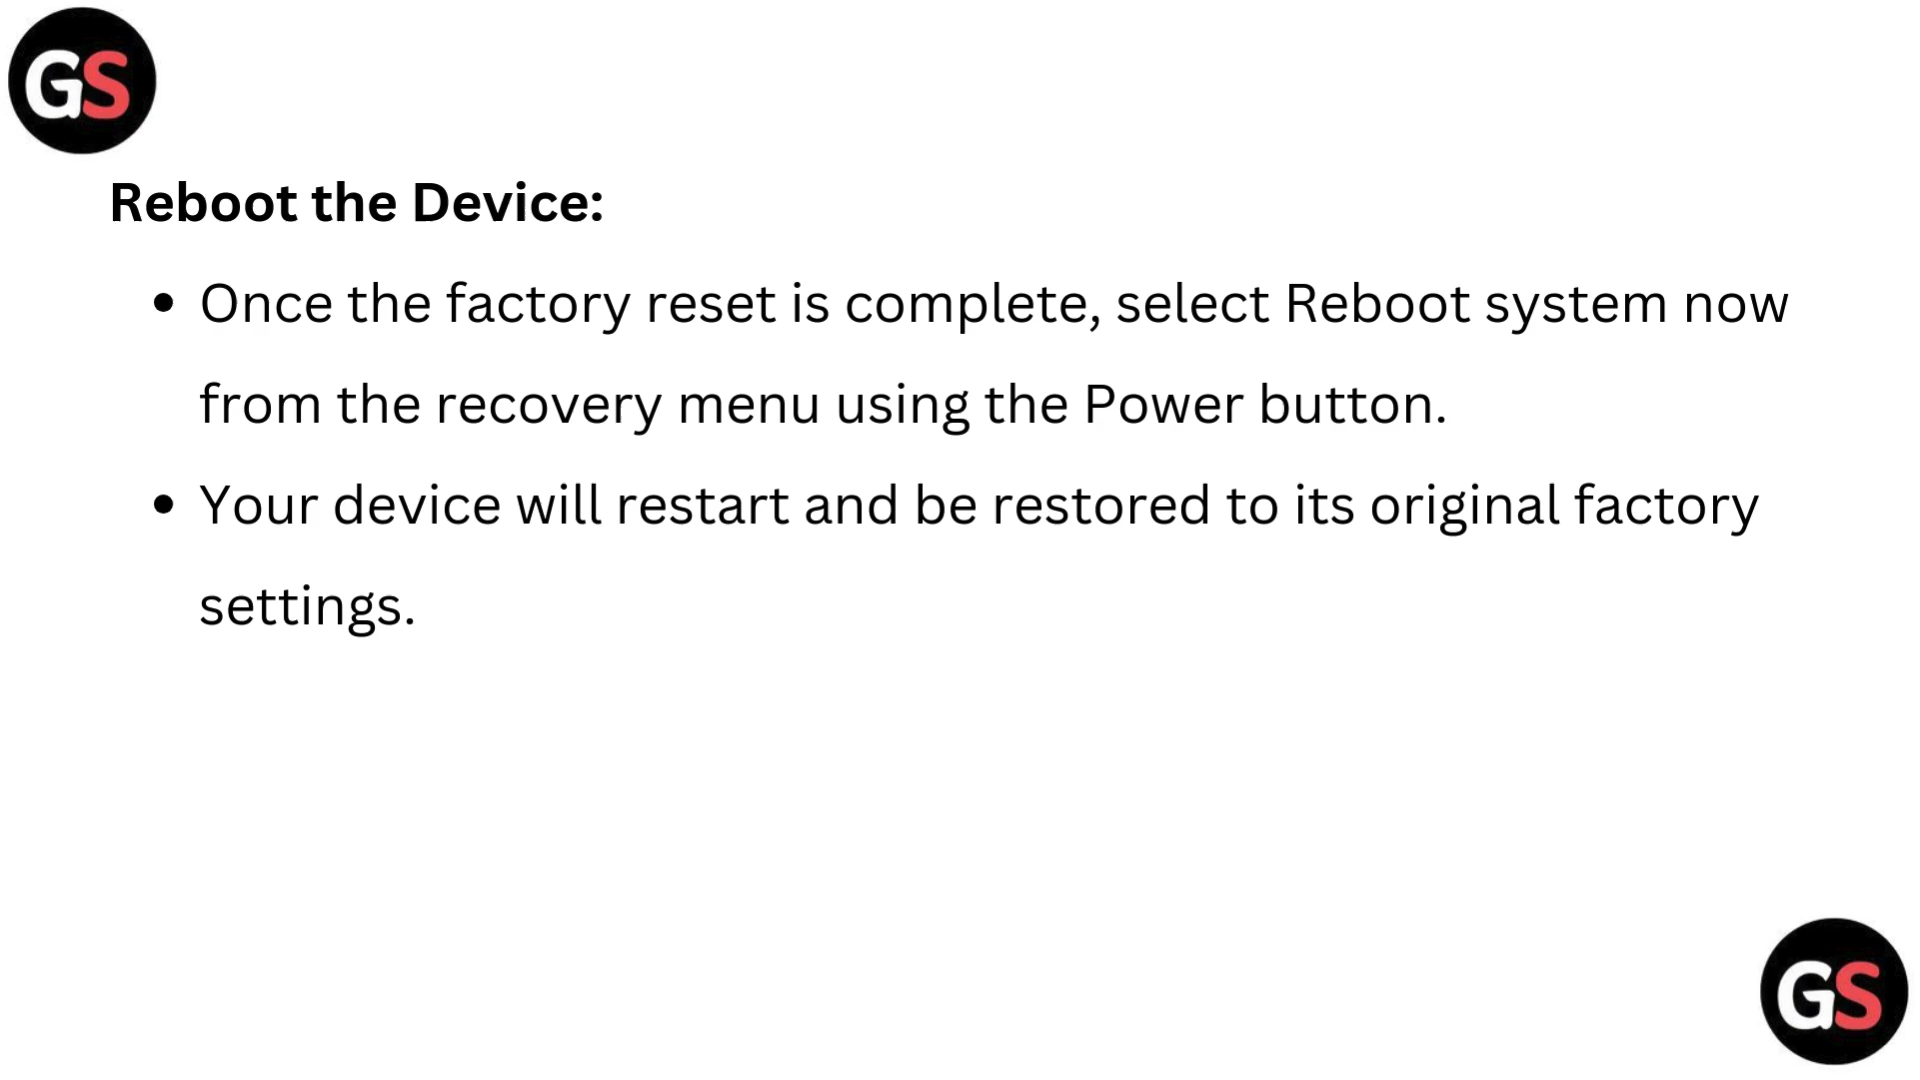 GS
Reboot the Device:
• Once the factory reset is complete, select Reboot system now
from the recovery menu using the Power button.
• Your device will restart and be restored to its original factory
settings.
GS